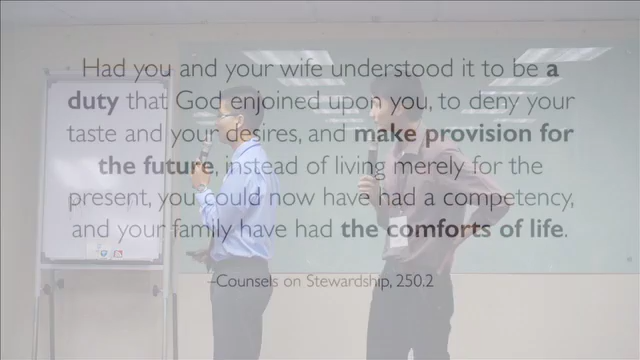 Had you and your wife understood it to be a
duty that God enjoined upon you, to deny your
taste and your desires, and make provision for
the future, instead of living merely for the
present, you could now have had a competency,
and your family have had the comforts of life.
–Counsels on Stewardship, 250.2